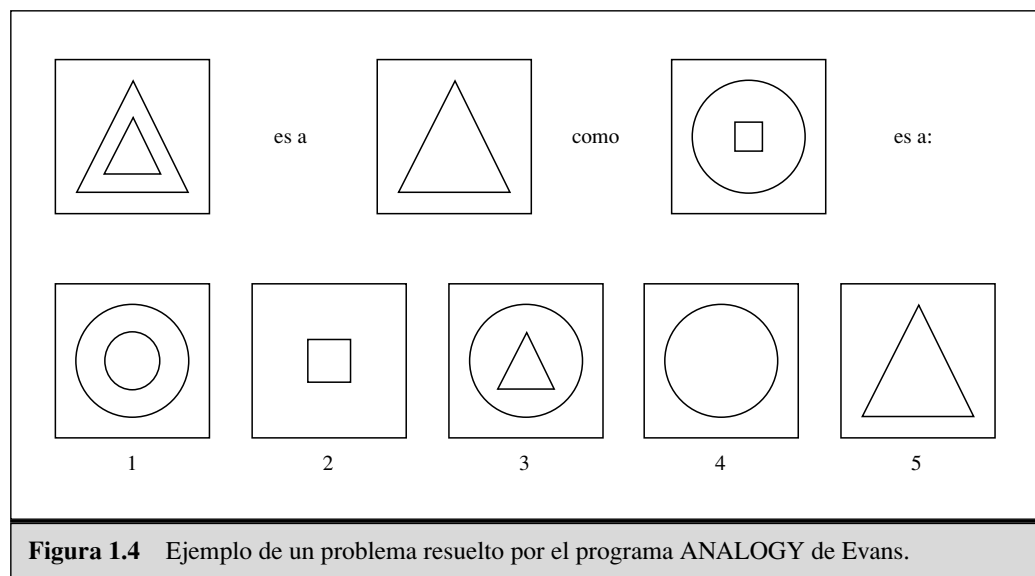 es a como es a:
1 2 3 4 5
Figura 1.4 Ejemplo de un problema resuelto por el programa ANALOGY de Evans.